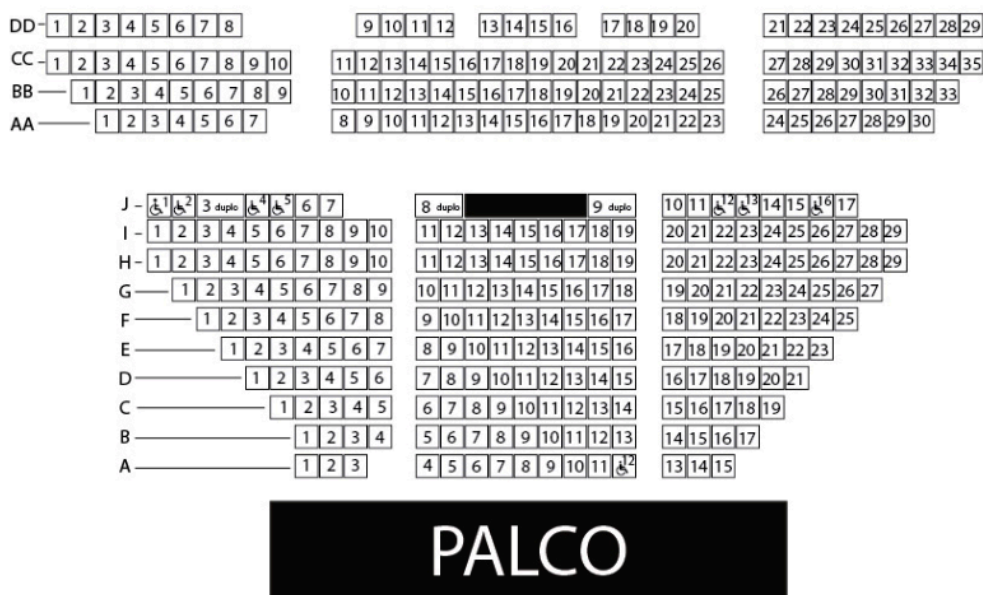 DD 1 2 3 4 5 6 7 8 9 10 11 12 13 14 15 16 17 18 19 20 21 22 23 24 25 26 27 28 29
CC 1 2 3 4 5 6 7 8 9 10 11 12 13 14 15 16 17 18 19 20 21 22 23 24 25 26 27 28 29 30 31 32 33 34 35
BB 1 2 3 4 5 6 7 8 9 10 11 12 13 14 15 16 17 18 19 20 21 22 23 24 25 26 27 28 29 30 31 32 33
AA 1 2 3 4 5 6 7 8 9 10 11 12 13 14 15 16 17 18 19 20 21 22 23 24 25 26 27 28 29 30
J 1 2 3 duplo 4 5 6 7 8 duplo 9 duplo 10 11 12 13 14 15 16 17
I 1 2 3 4 5 6 7 8 9 10 11 12 13 14 15 16 17 18 19 20 21 22 23 24 25 26 27 28 29
H 1 2 3 4 5 6 7 8 9 10 11 12 13 14 15 16 17 18 19 20 21 22 23 24 25 26 27 28 29
G 1 2 3 4 5 6 7 8 9 10 11 12 13 14 15 16 17 18 19 20 21 22 23 24 25 26 27
F 1 2 3 4 5 6 7 8 9 10 11 12 13 14 15 16 17 18 19 20 21 22 23 24 25
E 1 2 3 4 5 6 7 8 9 10 11 12 13 14 15 16 17 18 19 20 21 22 23
D 1 2 3 4 5 6 7 8 9 10 11 12 13 14 15 16 17 18 19 20 21
C 1 2 3 4 5 6 7 8 9 10 11 12 13 14 15 16 17 18 19
B 1 2 3 4 5 6 7 8 9 10 11 12 13 14 15 16 17
A 1 2 3 4 5 6 7 8 9 10 11 12 13 14 15
PALCO